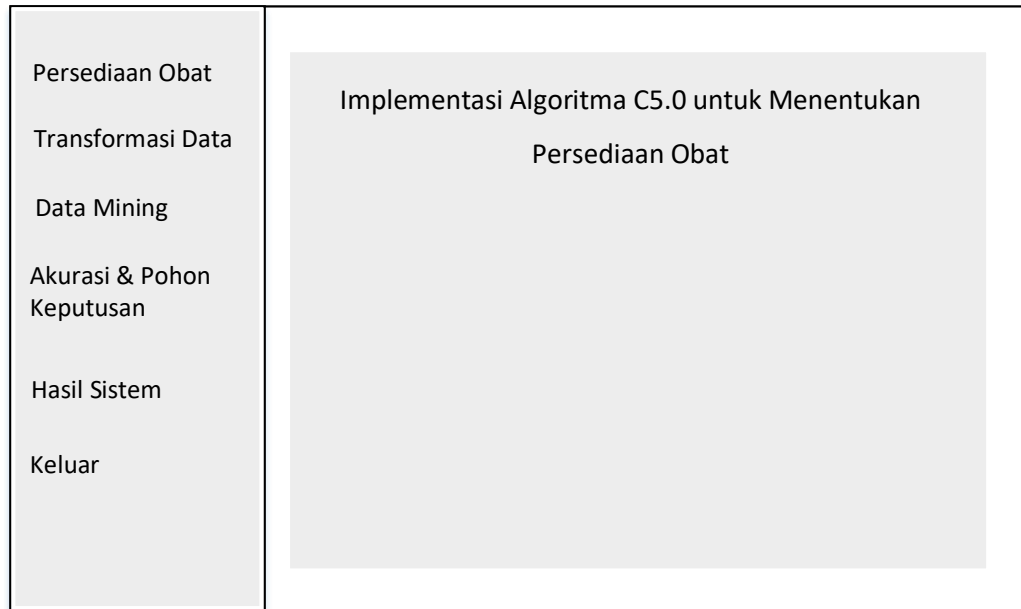 Persediaan Obat
Transformasi Data
Data Mining
Akurasi & Pohon
Keputusan
Hasil Sistem
Keluar
Implementasi Algoritma C5.0 untuk Menentukan
Persediaan Obat